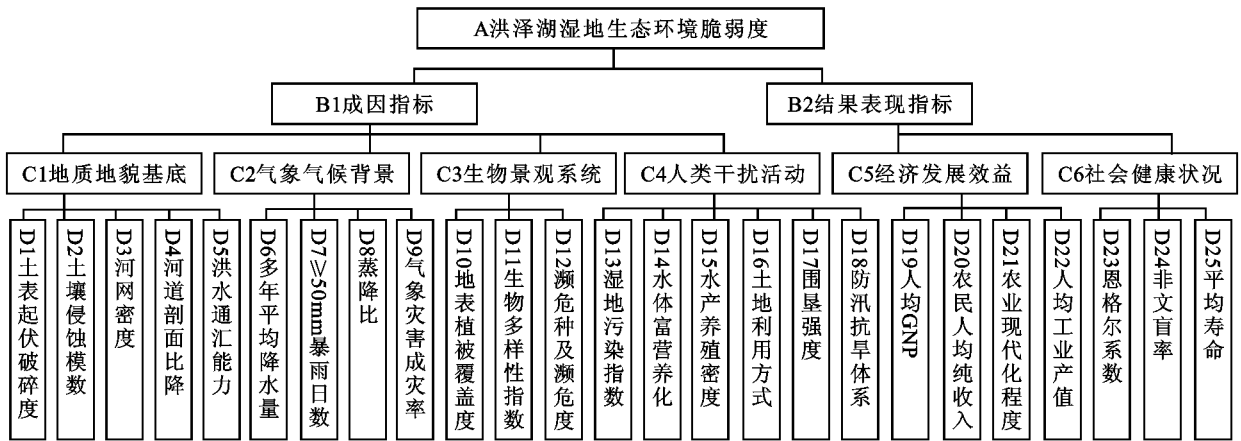 A洪泽湖湿地生态环境脆弱度
B1成因指标
B2结果表现指标
C1地质地貌基底
C2气象气候背景
C3生物景观系统
C4人类干扰活动
C5经济发展效益
C6社会健康状况
D1土表起伏破碎度
D2土壤侵蚀模数
D3河网密度
D4河道剖面比降
D5洪水通汇能力
D6多年平均降水量
D7≥50mm暴雨日数
D8蒸降比
D9气象灾害成灾率
D10地表植被覆盖度
D11生物多样性指数
D12濒危种及濒危度
D13湿地污染指数
D14水体富营养化
D15水产养殖密度
D16土地利用方式
D17围垦强度
D18防汛抗旱体系
D19人均GNP
D20农民人均纯收入
D21农业现代化程度
D22人均工业产值
D23恩格尔系数
D24非文盲率
D25平均寿命